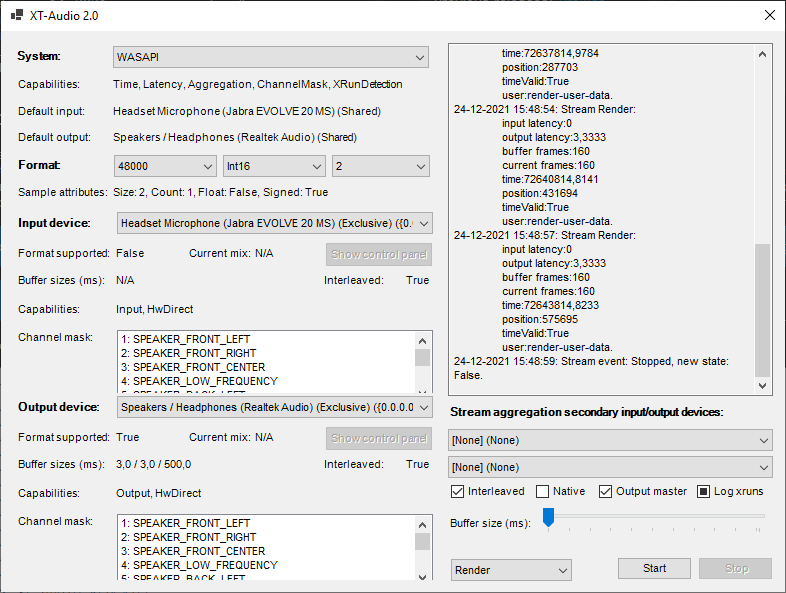 XT-Audio 2.0
System:
WASAPI
Capabilities:
Time, Latency, Aggregation, ChannelMask, XRunDetection
Default input:
Headset Microphone (Jabra EVOLVE 20 MS) (Shared)
Default output:
Speakers / Headphones (Realtek Audio) (Shared)
Format:
48000
Int16
2
Sample attributes:
Size: 2, Count: 1, Float: False, Signed: True
Input device:
Headset Microphone (Jabra EVOLVE 20 MS) (Exclusive) ({0.
Format supported:
False
Current mix:
N/A
Show control panel
Buffer sizes (ms):
N/A
Interleaved:
True
Capabilities:
Input, HwDirect
Channel mask:
1: SPEAKER_FRONT_LEFT
2: SPEAKER_FRONT_RIGHT
3: SPEAKER_FRONT_CENTER
4: SPEAKER_LOW_FREQUENCY
5: SPEAKER_BACK_LEFT
Output device:
Speakers / Headphones (Realtek Audio) (Exclusive) ({0.0.0.0
Format supported:
True
Current mix:
N/A
Show control panel
Buffer sizes (ms):
3,0 / 3,0 / 500,0
Interleaved:
True
Capabilities:
Output, HwDirect
Channel mask:
1: SPEAKER_FRONT_LEFT
2: SPEAKER_FRONT_RIGHT
3: SPEAKER_FRONT_CENTER
4: SPEAKER_LOW_FREQUENCY
5: SPEAKER_BACK_LEFT
time:72637814,9784
position:287703
timeValid:True
user:render-user-data.
24-12-2021 15:48:54: Stream Render:
input latency:0
output latency:3,3333
buffer frames:160
current frames:160
time:72640814,8141
position:431694
timeValid:True
user:render-user-data.
24-12-2021 15:48:57: Stream Render:
input latency:0
output latency:3,3333
buffer frames:160
current frames:160
time:72643814,8233
position:575695
timeValid:True
user:render-user-data.
24-12-2021 15:48:59: Stream event: Stopped, new state:
False.
Stream aggregation secondary input/output devices:
[None] (None)
[None] (None)
Interleaved
Native
Output master
Log xruns
Buffer size (ms):
Render
Start
Stop